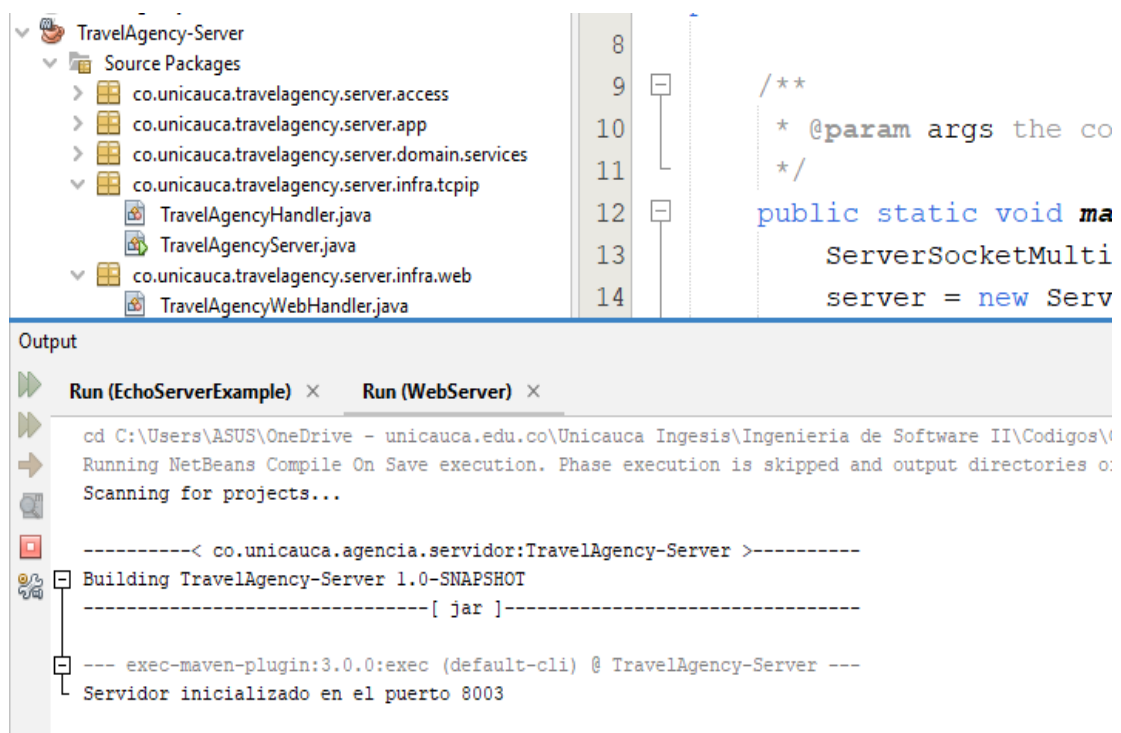 TravelAgency-Server
Source Packages
co.unicauca.travelagency.server.access
co.unicauca.travelagency.server.app
co.unicauca.travelagency.server.domain.services
co.unicauca.travelagency.server.infra.tcpip
TravelAgencyHandler.java
TravelAgencyServer.java
co.unicauca.travelagency.server.infra.web
TravelAgencyWebHandler.java
8
9 /**
10 * @param args the co
11 */
12 public static void ma
13 ServerSocketMulti
14 server = new Serv
Output
Run (EchoServerExample) × Run (WebServer) ×
cd C:\Users\ASUS\OneDrive - unicauca.edu.co\Unicauca Ingesis\Ingenieria de Software II\Codigos\
Running NetBeans Compile On Save execution. Phase execution is skipped and output directories o
Scanning for projects...
----------< co.unicauca.agencia.servidor:TravelAgency-Server >----------
Building TravelAgency-Server 1.0-SNAPSHOT
--------------------------------[ jar ]---------------------------------
--- exec-maven-plugin:3.0.0:exec (default-cli) @ TravelAgency-Server ---
Servidor inicializado en el puerto 8003